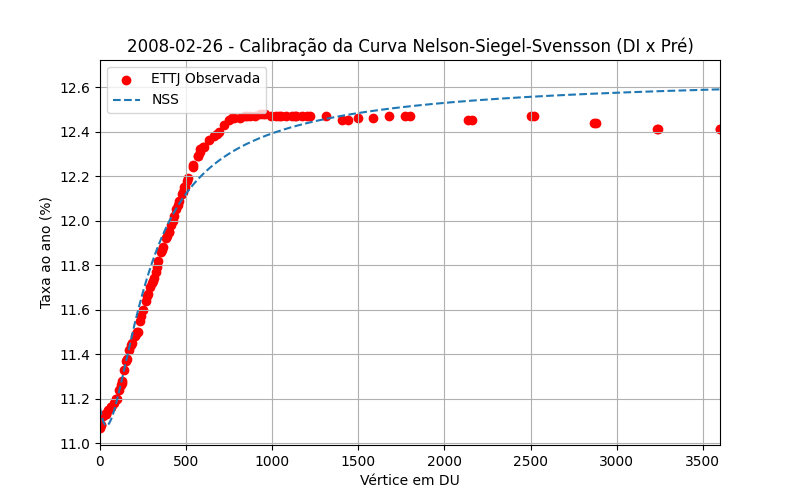 2008-02-26 - Calibração da Curva Nelson-Siegel-Svensson (DI x Pré)
ETTJ Observada
NSS
Taxa ao ano (%)
12.6
12.4
12.2
12.0
11.8
11.6
11.4
11.2
11.0
0 500 1000 1500 2000 2500 3000 3500
Vértice em DU